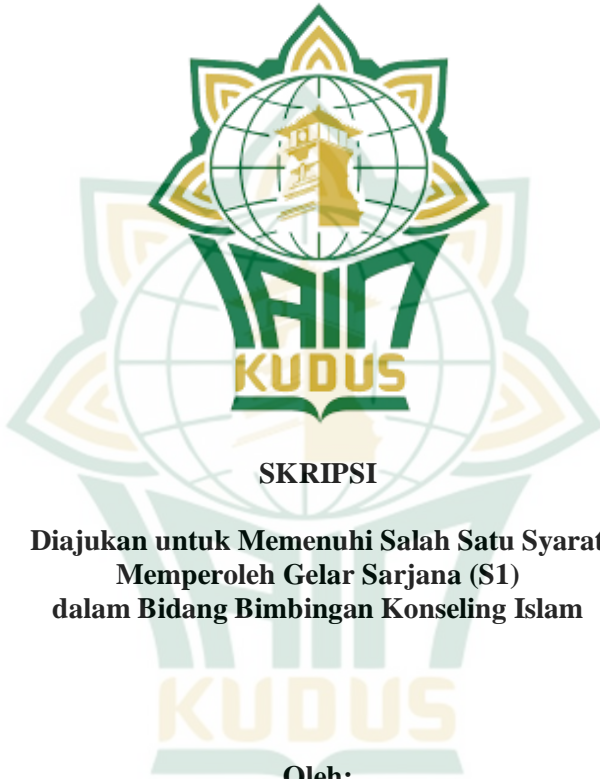 IAIN
KUDUS
SKRIPSI
Diajukan untuk Memenuhi Salah Satu Syarat
Memperoleh Gelar Sarjana (S1)
dalam Bidang Bimbingan Konseling Islam
KUDUS
Oleh: